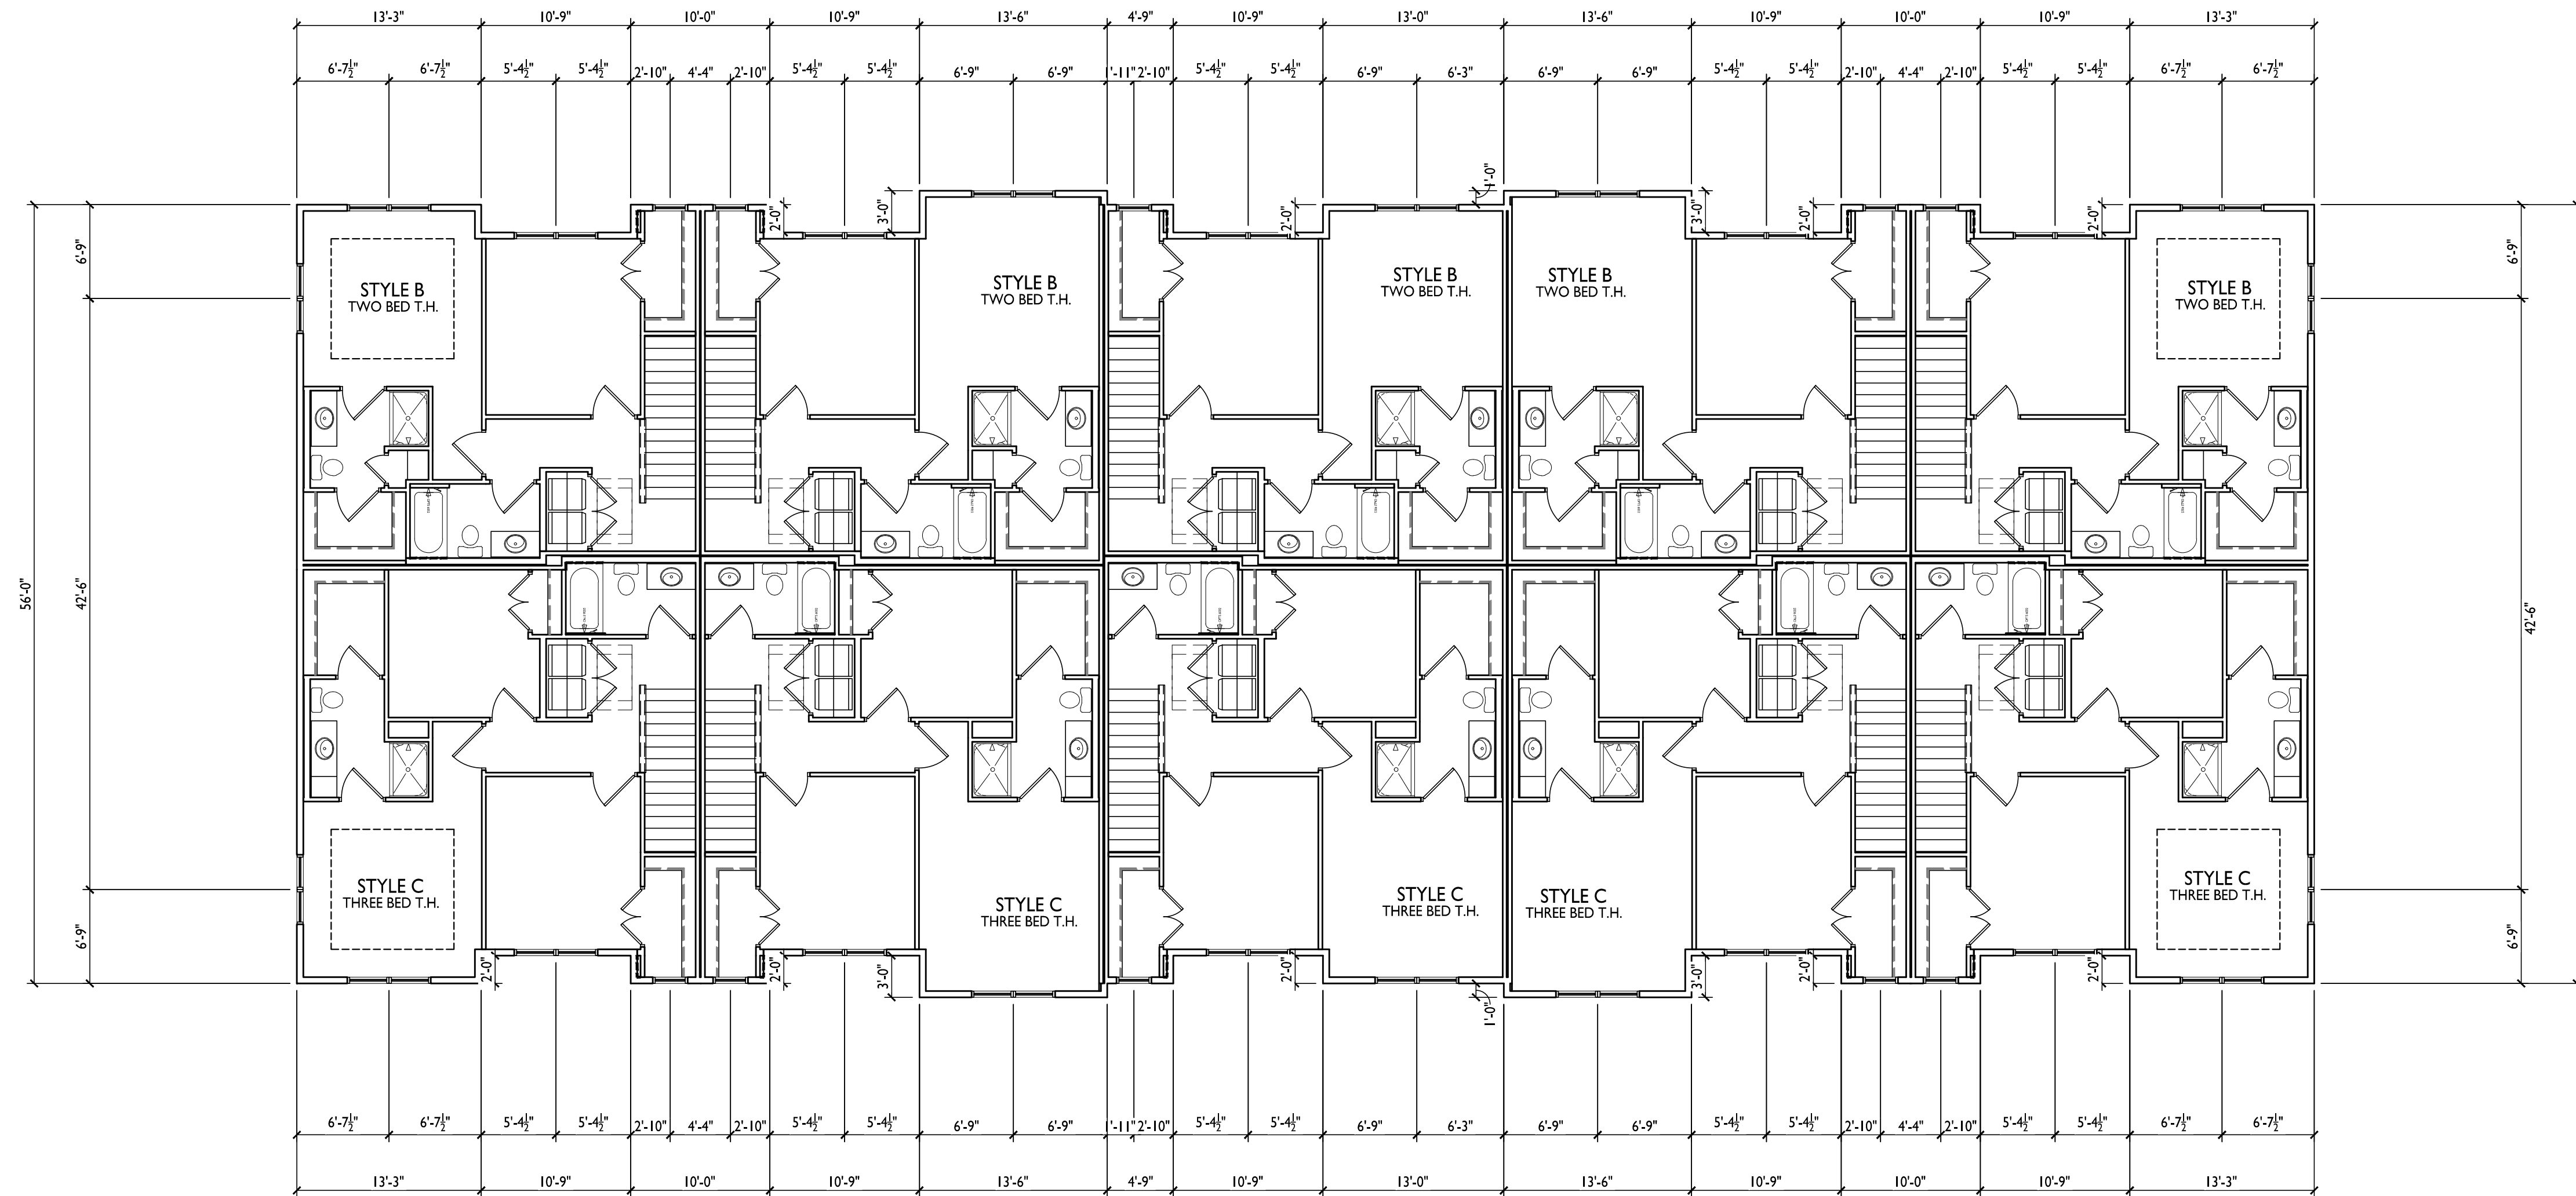 13'-3" 10'-9" 10'-0" 10'-9" 13'-6" 4'-9" 10'-9" 13'-0" 13'-6" 10'-9" 10'-0" 10'-9" 13'-3"
6'-7½" 6'-7½" 5'-4½" 5'-4½" 2'-10" 4'-4" 2'-10" 5'-4½" 5'-4½" 6'-9" 6'-9" 1'-11" 2'-10" 5'-4½" 5'-4½" 6'-9" 6'-3" 6'-9" 6'-9" 5'-4½" 5'-4½" 2'-10" 4'-4" 2'-10" 5'-4½" 5'-4½" 6'-7½" 6'-7½"
1'-0"
2'-0" 3'-0" 2'-0" 3'-0" 2'-0" 2'-0"
6'-9" 6'-9"
STYLE B
TWO BED T.H.
STYLE B
TWO BED T.H.
STYLE B
TWO BED T.H.
STYLE B
TWO BED T.H.
STYLE B
TWO BED T.H.
56'-0" 42'-6" 42'-6"
STYLE C
THREE BED T.H.
STYLE C
THREE BED T.H.
STYLE C
THREE BED T.H.
STYLE C
THREE BED T.H.
STYLE C
THREE BED T.H.
6'-9" 6'-9"
2'-0" 2'-0" 3'-0" 2'-0" 3'-0" 2'-0" 2'-0"
1'-0"
6'-7½" 6'-7½" 5'-4½" 5'-4½" 2'-10" 4'-4" 2'-10" 5'-4½" 5'-4½" 6'-9" 6'-9" 1'-11" 2'-10" 5'-4½" 5'-4½" 6'-9" 6'-3" 6'-9" 6'-9" 5'-4½" 5'-4½" 2'-10" 4'-4" 2'-10" 5'-4½" 5'-4½" 6'-7½" 6'-7½"
13'-3" 10'-9" 10'-0" 10'-9" 13'-6" 4'-9" 10'-9" 13'-0" 13'-6" 10'-9" 10'-0" 10'-9" 13'-3"